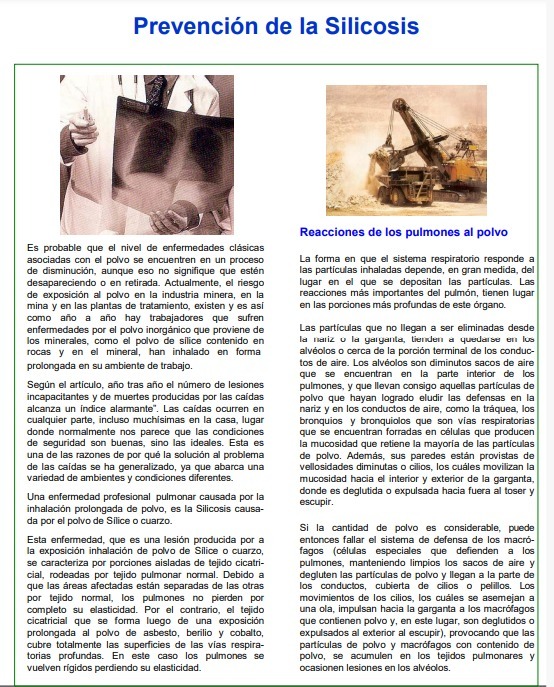 Prevención de la Silicosis
Es probable que el nivel de enfermedades clásicas
asociadas con el polvo se encuentren en un proceso
de disminución, aunque eso no signifique que estén
desapareciendo o en retirada. Actualmente, el riesgo
de exposición al polvo en la industria minera, en la
mina y en las plantas de tratamiento, existen y es así
como año a año hay trabajadores que sufren
enfermedades por el polvo inorgánico que proviene de
los minerales, como el polvo de sílice contenido en
rocas y en el mineral, han inhalado en forma
prolongada en su ambiente de trabajo.
Según el artículo, año tras año el número de lesiones
incapacitantes y de muertes producidas por las caídas
alcanza un índice alarmante”. Las caídas ocurren en
cualquier parte, incluso muchísimas en la casa, lugar
donde normalmente nos parece que las condiciones
de seguridad son buenas, sino las ideales. Esta es
una de las razones de por qé la solución al problema
de las caídas se ha generalizado, ya que abarca una
variedad de ambientes y condiciones diferentes.
Una enfermedad profesional pulmonar causada por la
inhalación prolongada de polvo, es la Silicosis causa-
da por el polvo de Sílice o cuarzo.
Esta enfermedad, que es una lesión producida por a
la exposición inhalación de polvo de Sílice o cuarzo,
se caracteriza por porciones aisladas de tejido cicatri-
cial, rodeadas por tejido pulmonar normal. Debido a
que las áreas afectadas están separadas de las otras
por tejido normal, los pulmones no pierden por
completo su elasticidad. Por el contrario, el tejido
cicatricial que se forma luego de una exposición
prolongada al polvo de asbesto, berilio y cobalto,
cubre totalmente las superficies de las vías respira-
torias profundas. En este caso los pulmones se
vuelven rígidos perdiendo su elasticidad.
Reacciones de los pulmones al polvo
La forma en que el sistema respiratorio responde a
las partículas inhaladas depende, en gran medida, del
lugar en el que se depositan las partículas. Las
reacciones más importantes del pulmón, tienen lugar
en las porciones más profundas de este órgano.
Las partículas que no llegan a ser eliminadas desde
la nariz o la garganta, tienden a quedarse en los
alvéolos o cerca de la porción terminal de los conduc-
tos de aire. Los alvéolos son diminutos sacos de aire
que se encuentran en la parte interior de los
pulmones, y que llevan consigo aquellas partículas de
polvo que hayan logrado eludir las defensas en la
nariz y en los conductos de aire, como la tráquea, los
bronquios y bronquiolos que son vías respiratorias
que se encuentran forradas en células que producen
la mucosidad que retiene la mayoría de las partículas
de polvo. Además, sus paredes están provistas de
vellosidades diminutas o cilios, los cuáles movilizan la
mucosidad hacia el interior y exterior de la garganta,
donde es deglutida o expulsada hacia fuera al toser y
escupir.
Si la cantidad de polvo es considerable, puede
entonces fallar el sistema de defensa de los macró-
fagos (células especiales que defienden a los
pulmones, manteniendo limpios los sacos de aire y
degluten las partículas de polvo y llegan a la parte de
los conductos, cubierta de cilios o pelillos. Los
movimientos de los cilios, los cuáles se asemejan a
una ola, impulsan hacia la garganta a los macrófagos
que contienen polvo y, en este lugar, son deglutidos o
expulsados al exterior al escupir), provocando que las
partículas de polvo y macrófagos con contenido de
polvo, se acumulen en los tejidos pulmonares y
ocasionen lesiones en los alvéolos.